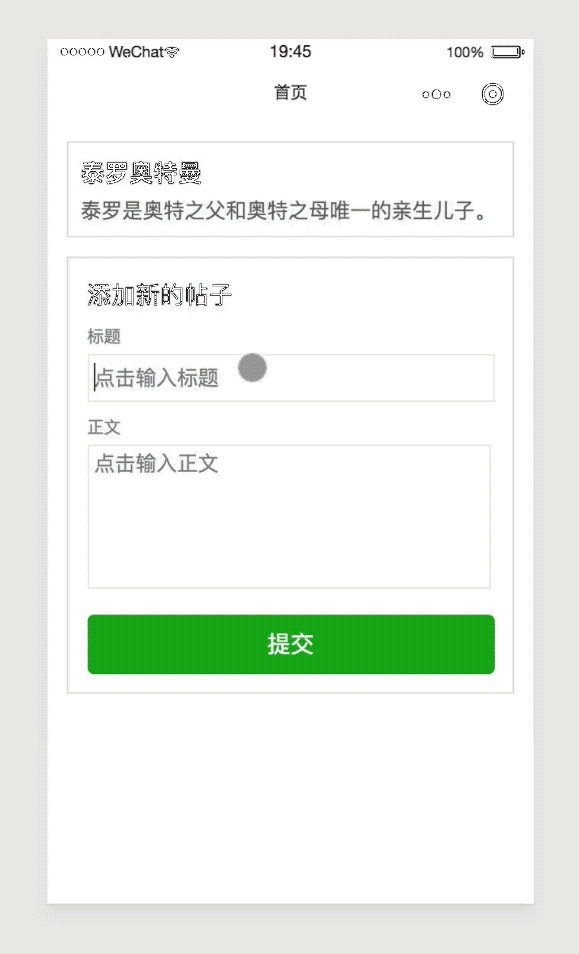 WeChat 19:45 100%
首页
泰罗奥特曼
泰罗是奥特之父和奥特之母唯一的亲生儿子。
添加新的帖子
标题
点击输入标题
正文
点击输入正文
提交